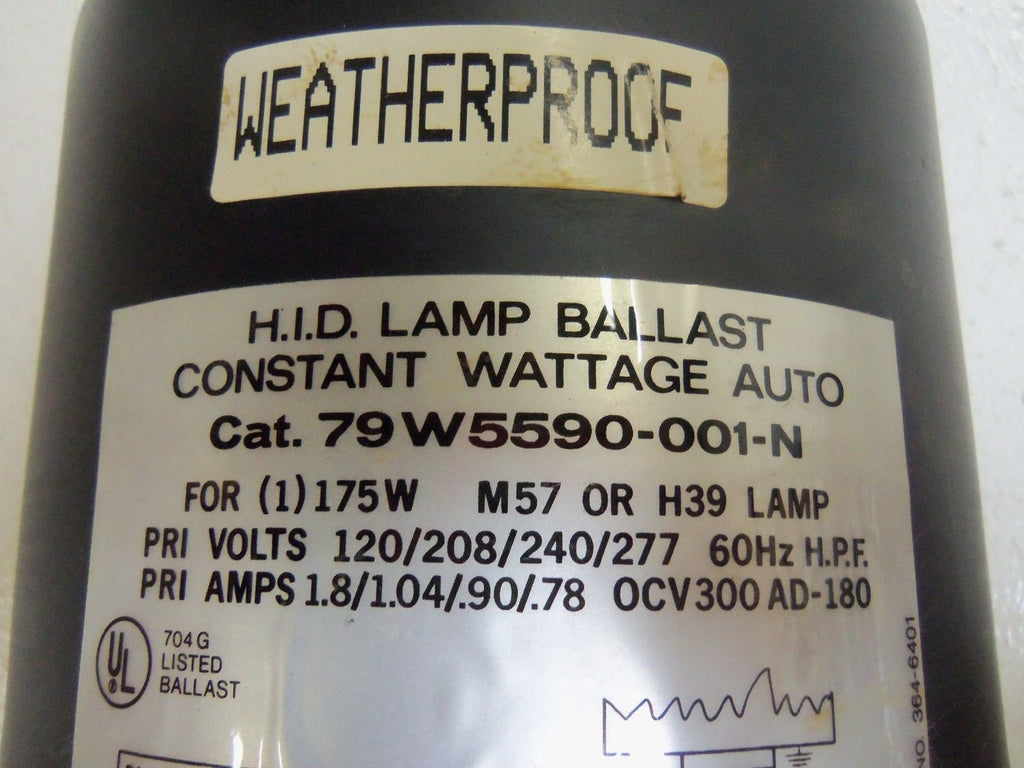 WEATHERPROOF
H.I.D. LAMP BALLAST
CONSTANT WATTAGE AUTO
Cat. 79W5590-001-N
FOR (1) 175W M57 OR H39 LAMP
PRI VOLTS 120/208/240/277 60Hz H.P.F.
PRI AMPS 1.8/1.04/.90/.78 OCV300 AD-180
UL
704 G
LISTED
BALLAST
NO. 364-6401